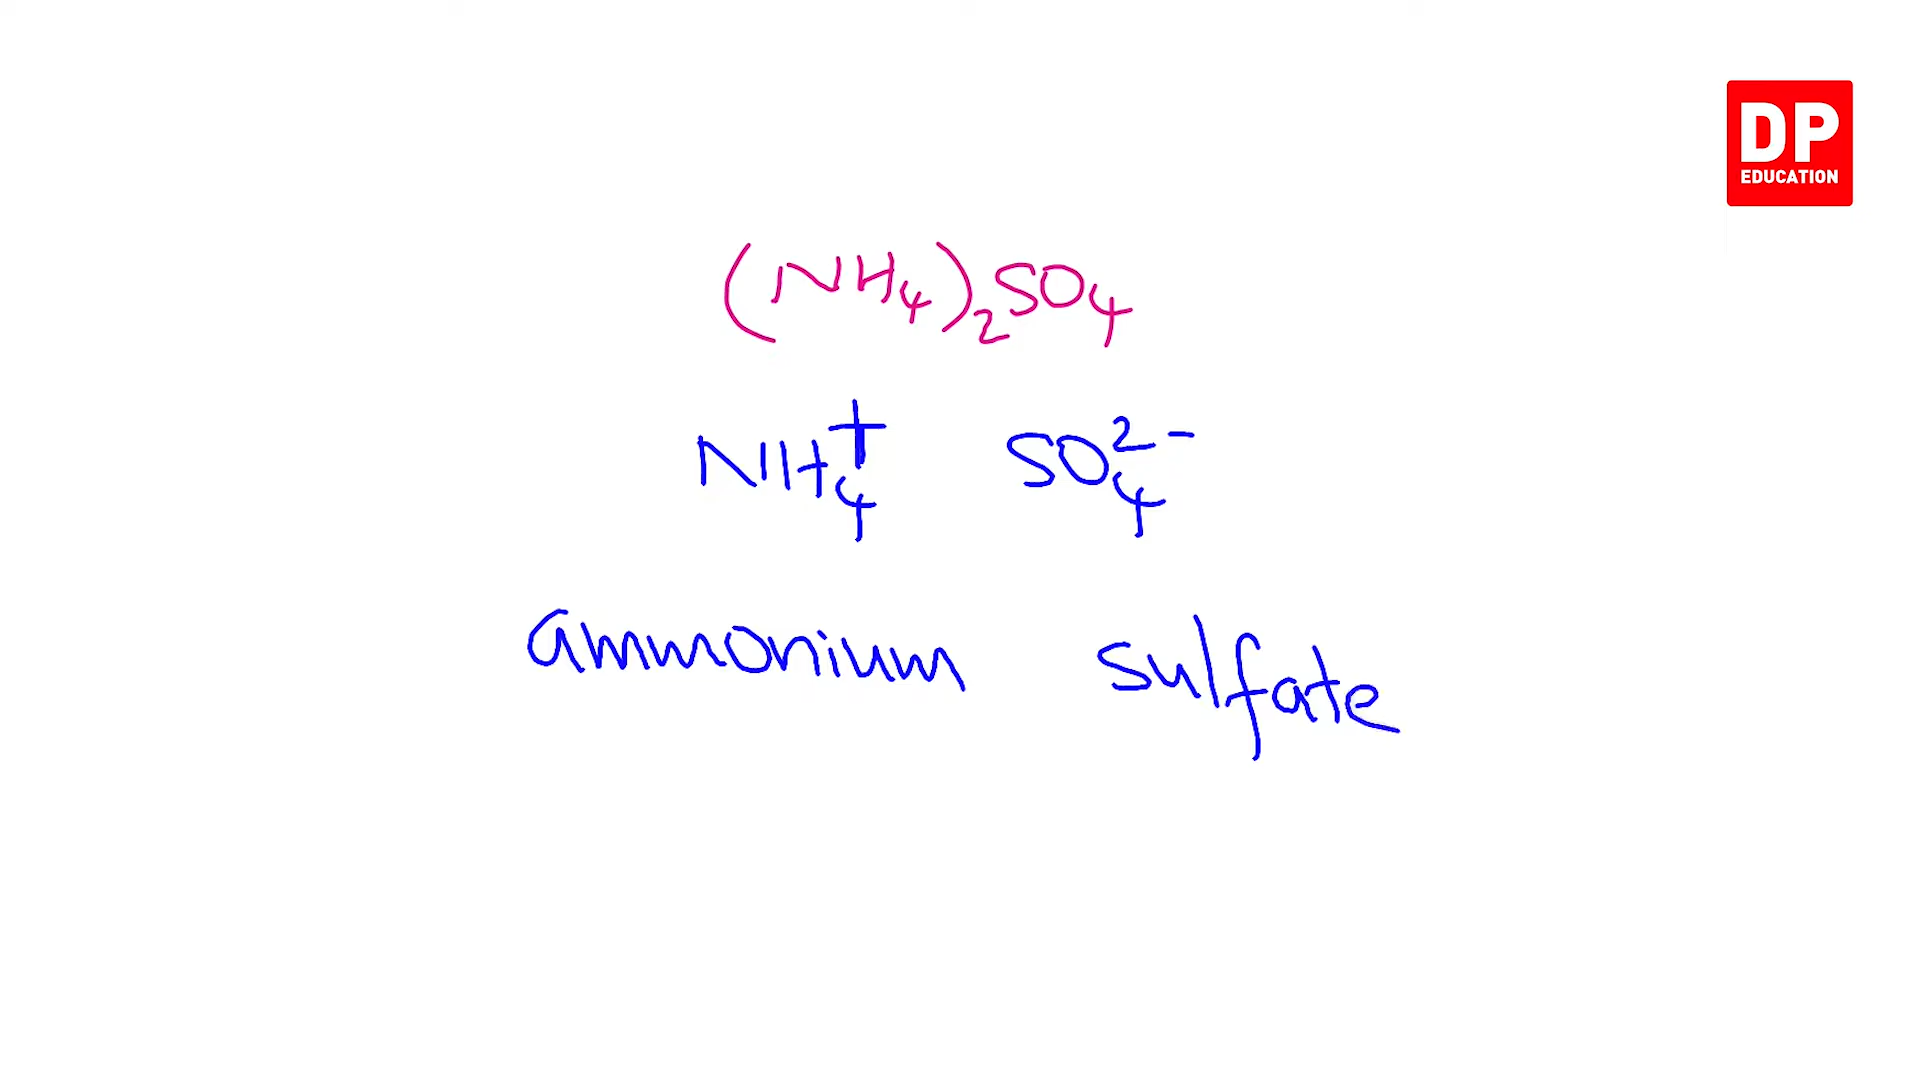 DP
EDUCATION
(NH₄)₂SO₄
NH₄⁺ SO₄²⁻
ammonium sulfate